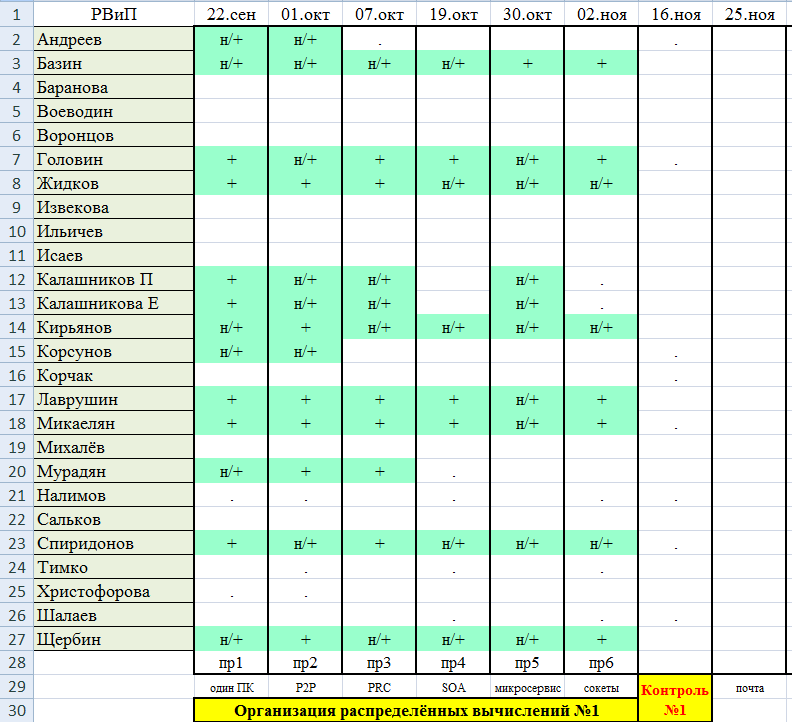 1 РВиП 22.сен 01.окт 07.окт 19.окт 30.окт 02.ноя 16.ноя 25.ноя
2 Андреев н/+ н/+ . .
3 Базин н/+ н/+ н/+ н/+ + +
4 Баранова
5 Воеводин
6 Воронцов
7 Головин + н/+ + + н/+ + .
8 Жидков + + + н/+ н/+ н/+
9 Извекова
10 Ильичев
11 Исаев
12 Калашников П + н/+ н/+ н/+ .
13 Калашникова Е + н/+ н/+ н/+ .
14 Кирьянов н/+ + н/+ н/+ н/+ н/+
15 Корсунов н/+ н/+ .
16 Корчак .
17 Лаврушин + + + + н/+ +
18 Микаелян + + + + н/+ + .
19 Михалёв
20 Мурадян н/+ + + .
21 Налимов . . . . .
22 Сальков
23 Спиридонов + н/+ + н/+ н/+ н/+ .
24 Тимко . . .
25 Христофорова . .
26 Шалаев . . .
27 Щербин н/+ + н/+ н/+ н/+ +
28 пр1 пр2 пр3 пр4 пр5 пр6
29 один ПК P2P PRC SOA микросервис сокеты Контроль почта
30 Организация распределённых вычислений №1 №1